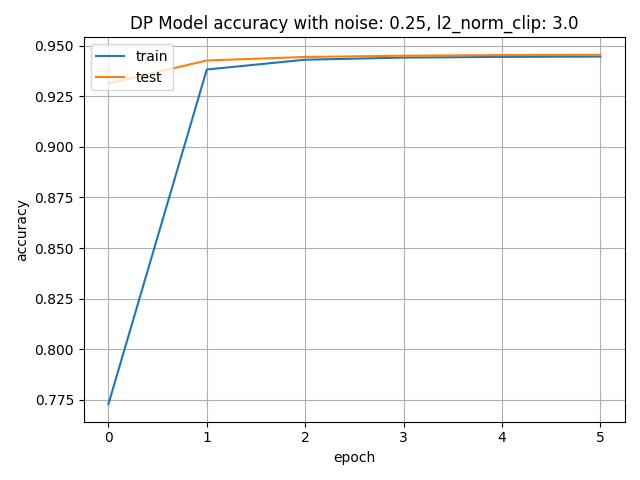 DP Model accuracy with noise: 0.25, l2_norm_clip: 3.0
train
test
0.950
0.925
0.900
0.875
0.850
0.825
0.800
0.775
accuracy
0 1 2 3 4 5
epoch